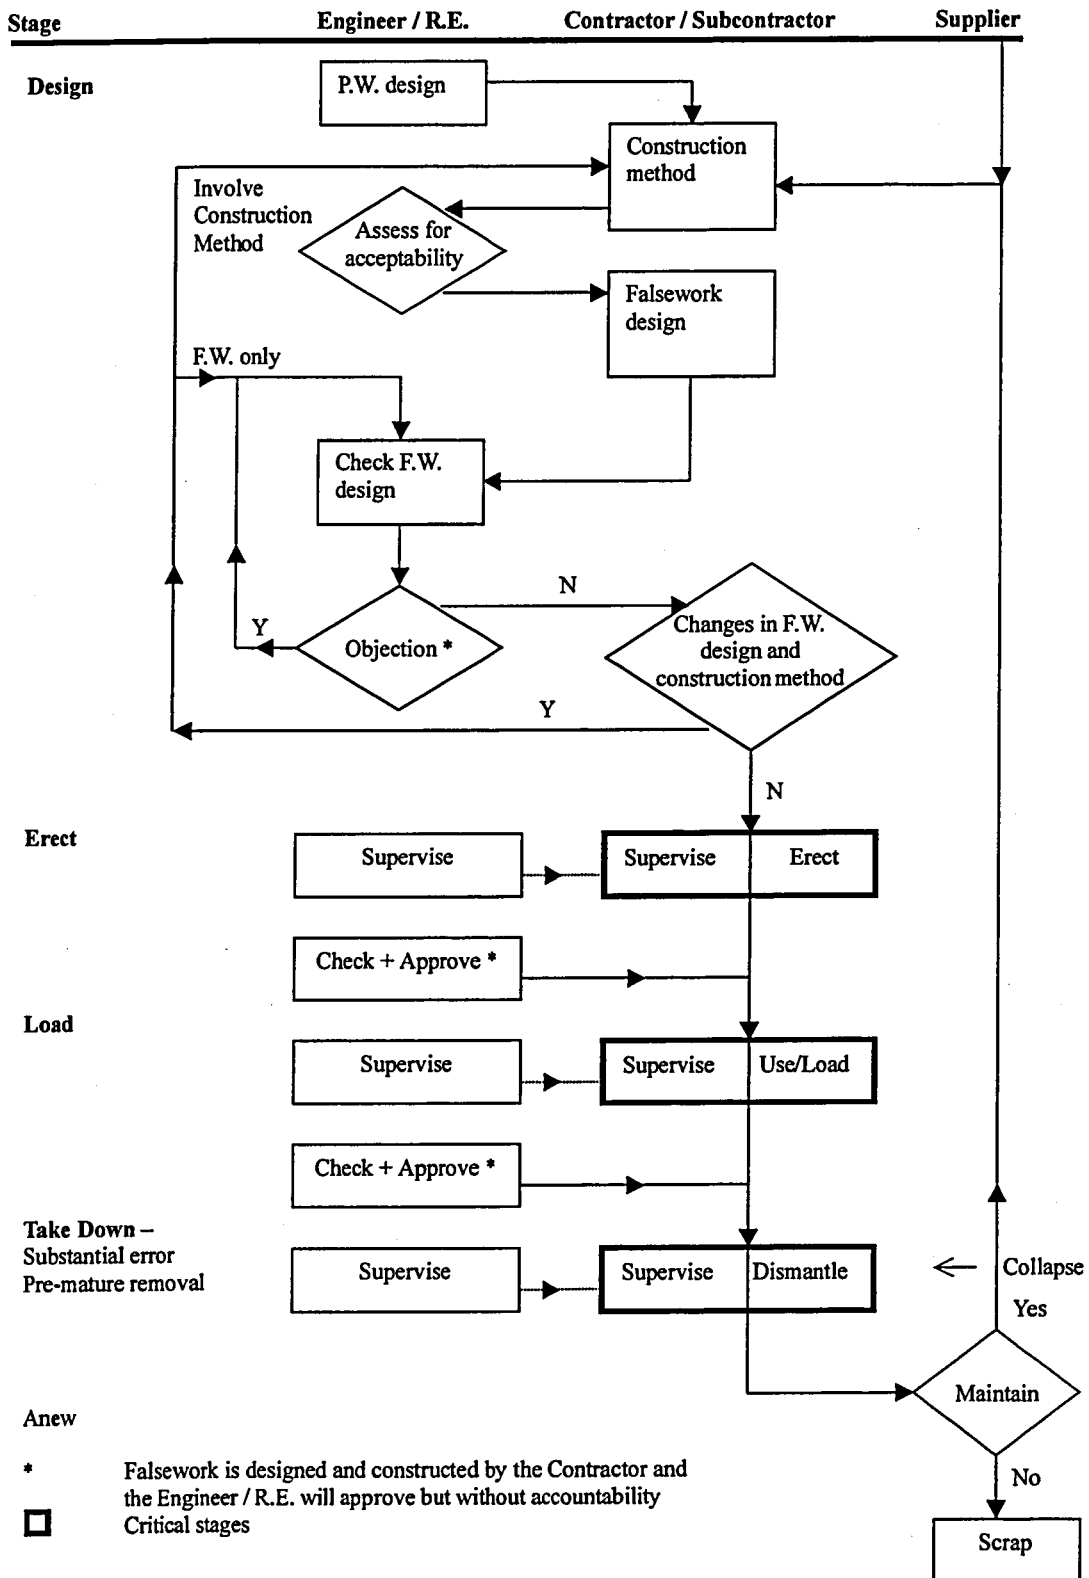 Stage Engineer / R.E. Contractor / Subcontractor Supplier
Design
P.W. design
Construction
method
Involve
Construction
Method
Assess for
acceptability
Falsework
design
F.W. only
Check F.W.
design
N
Y
Objection *
Changes in F.W.
design and
construction method
Y
N
Erect
Supervise
Supervise Erect
Check + Approve *
Load
Supervise
Supervise Use/Load
Check + Approve *
Take Down –
Substantial error
Pre-mature removal
Supervise
Supervise Dismantle
Collapse
Yes
Maintain
Anew
* Falsework is designed and constructed by the Contractor and
the Engineer / R.E. will approve but without accountability
Critical stages
No
Scrap